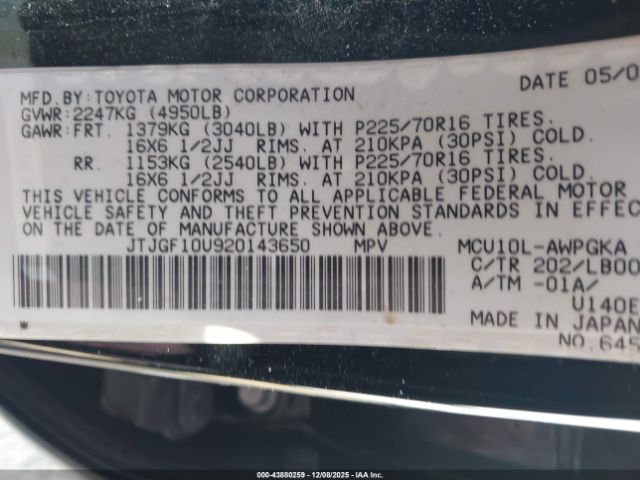 DATE 05/0
MFD.BY:TOYOTA MOTOR CORPORATION
GVWR:2247KG (4950LB)
GAWR:FRT. 1379KG (3040LB) WITH P225/70R16 TIRES.
16X6 1/2JJ RIMS. AT 210KPA (30PSI) COLD.
RR. 1153KG (2540LB) WITH P225/70R16 TIRES.
16X6 1/2JJ RIMS. AT 210KPA (30PSI) COLD.
THIS VEHICLE CONFORMS TO ALL APPLICABLE FEDERAL MOTOR
VEHICLE SAFETY AND THEFT PREVENTION STANDARDS IN EFFEC
ON THE DATE OF MANUFACTURE SHOWN ABOVE.
JTJGF10U920143650 MPV MCU10L-AWPGKA
C/TR 202/LB00
A/TM -01A/
U140E
MADE IN JAPAN
NO.645
000-43880259 | 12/08/2025 - IAA Inc.